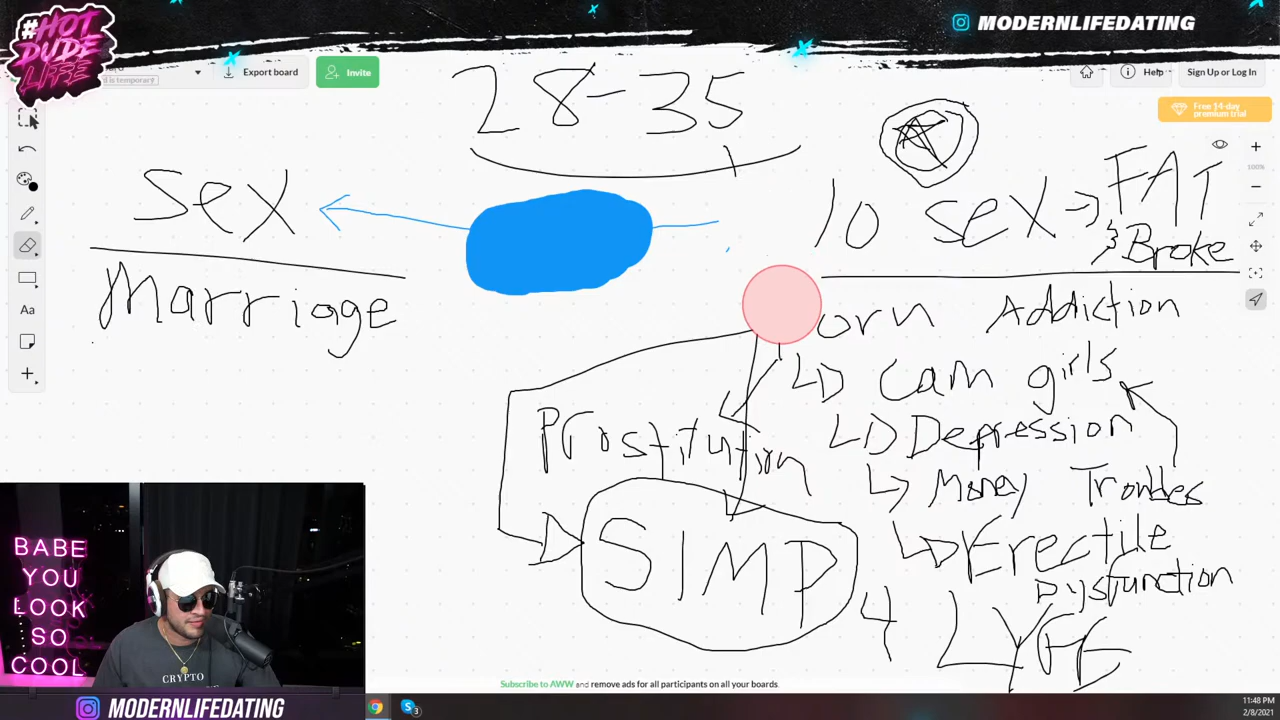 #HOT
DUDE
LIFE
MODERNLIFEDATING
Export board
Invite
Help
Sign Up or Log In
Free 14-day
premium trial
100%
28-35
Sex
Marriage
10 Sex → FAT
& Broke
orn Addiction
Cam girls
Prostitution
Depression
Money Troubles
SIMP
Erectile
Dysfunction
4 LYFE
Aa
BABE
YOU
LOOK
SO
COOL
CRYPTO
Subscribe to AWW and remove ads for all participants on all your boards.
MODERNLIFEDATING
3
11:48 PM
2/8/2021